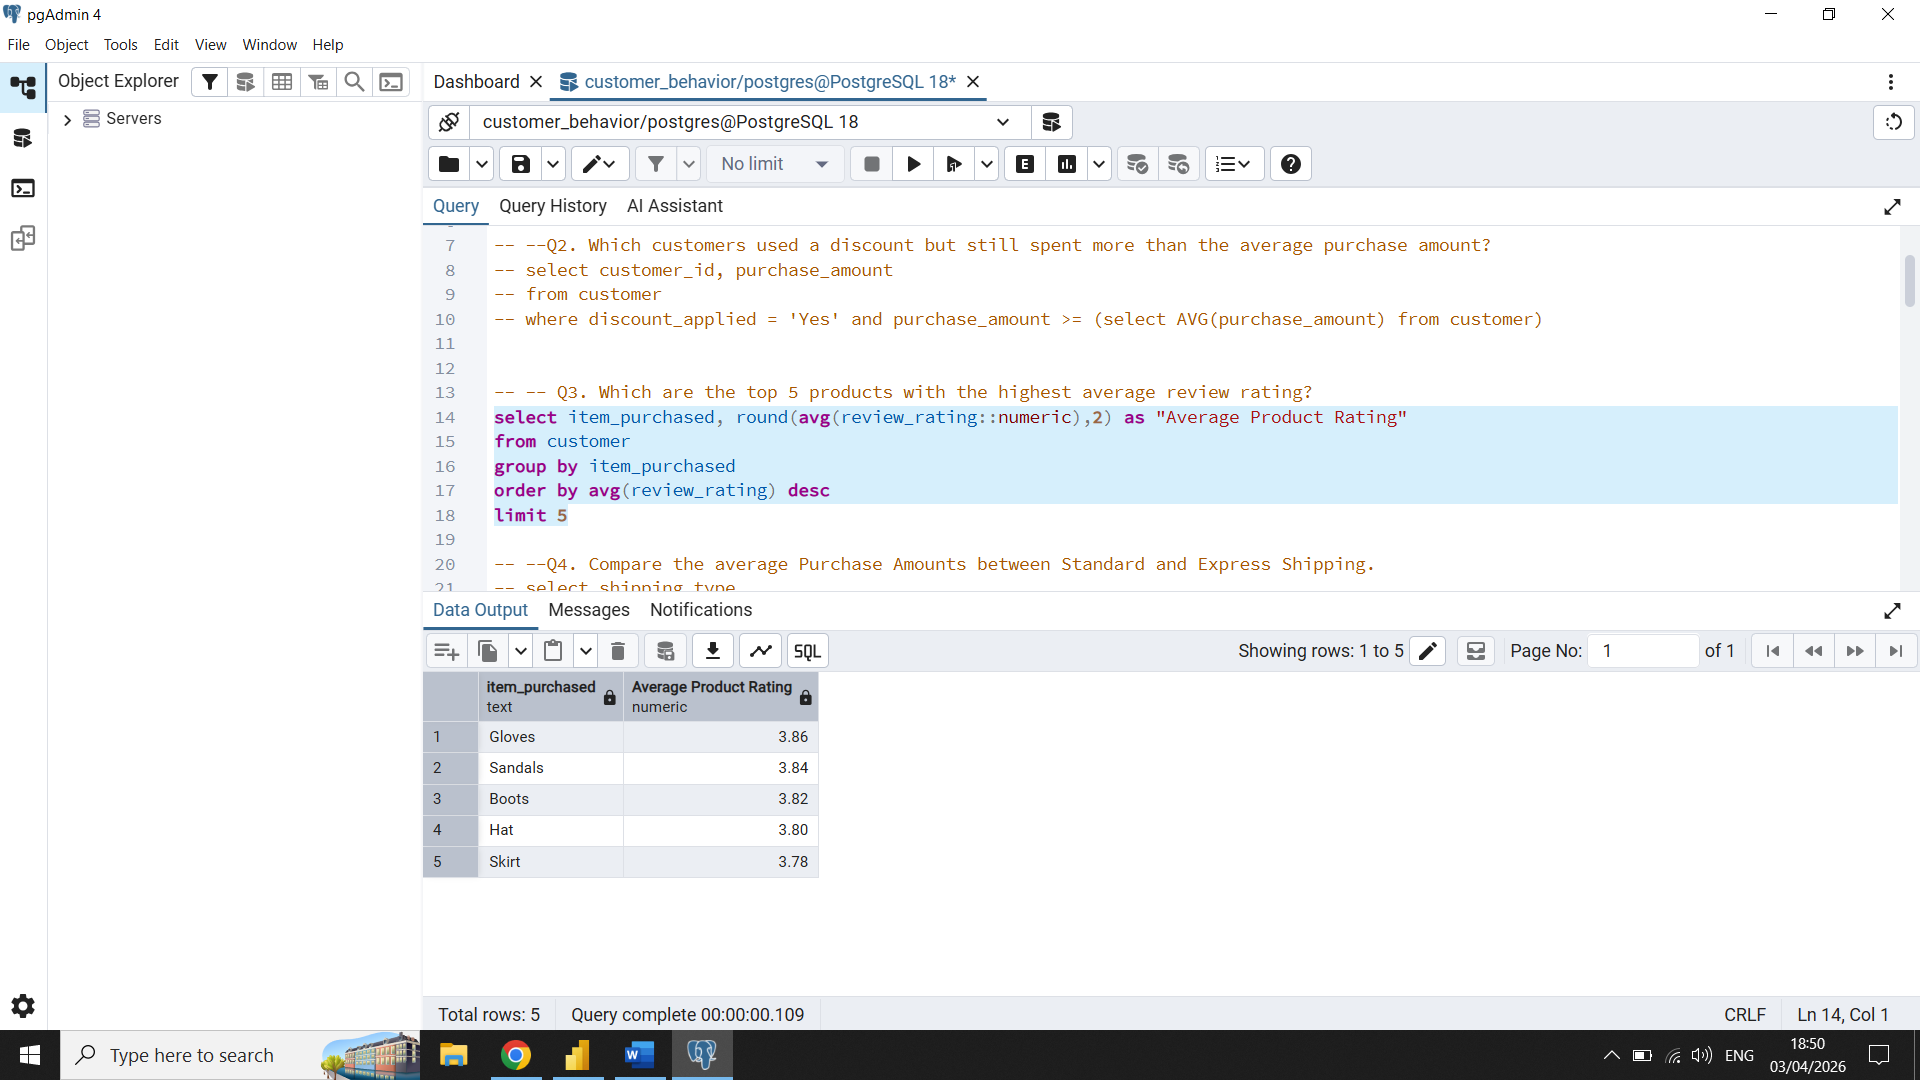 pgAdmin 4
File Object Tools Edit View Window Help
Object Explorer
Servers
Dashboard customer_behavior/postgres@PostgreSQL 18*
customer_behavior/postgres@PostgreSQL 18
No limit
E
Query Query History AI Assistant
7 -- --Q2. Which customers used a discount but still spent more than the average purchase amount?
8 -- select customer_id, purchase_amount
9 -- from customer
10 -- where discount_applied = 'Yes' and purchase_amount >= (select AVG(purchase_amount) from customer)
11
12
13 -- -- Q3. Which are the top 5 products with the highest average review rating?
14 select item_purchased, round(avg(review_rating::numeric),2) as "Average Product Rating"
15 from customer
16 group by item_purchased
17 order by avg(review_rating) desc
18 limit 5
19
20 -- --Q4. Compare the average Purchase Amounts between Standard and Express Shipping.
21 -- select shipping_type
Data Output Messages Notifications
SQL Showing rows: 1 to 5 Page No: 1 of 1
item_purchased Average Product Rating
text numeric
1 Gloves 3.86
2 Sandals 3.84
3 Boots 3.82
4 Hat 3.80
5 Skirt 3.78
Total rows: 5 Query complete 00:00:00.109 CRLF Ln 14, Col 1
Type here to search
ENG
18:50
03/04/2026